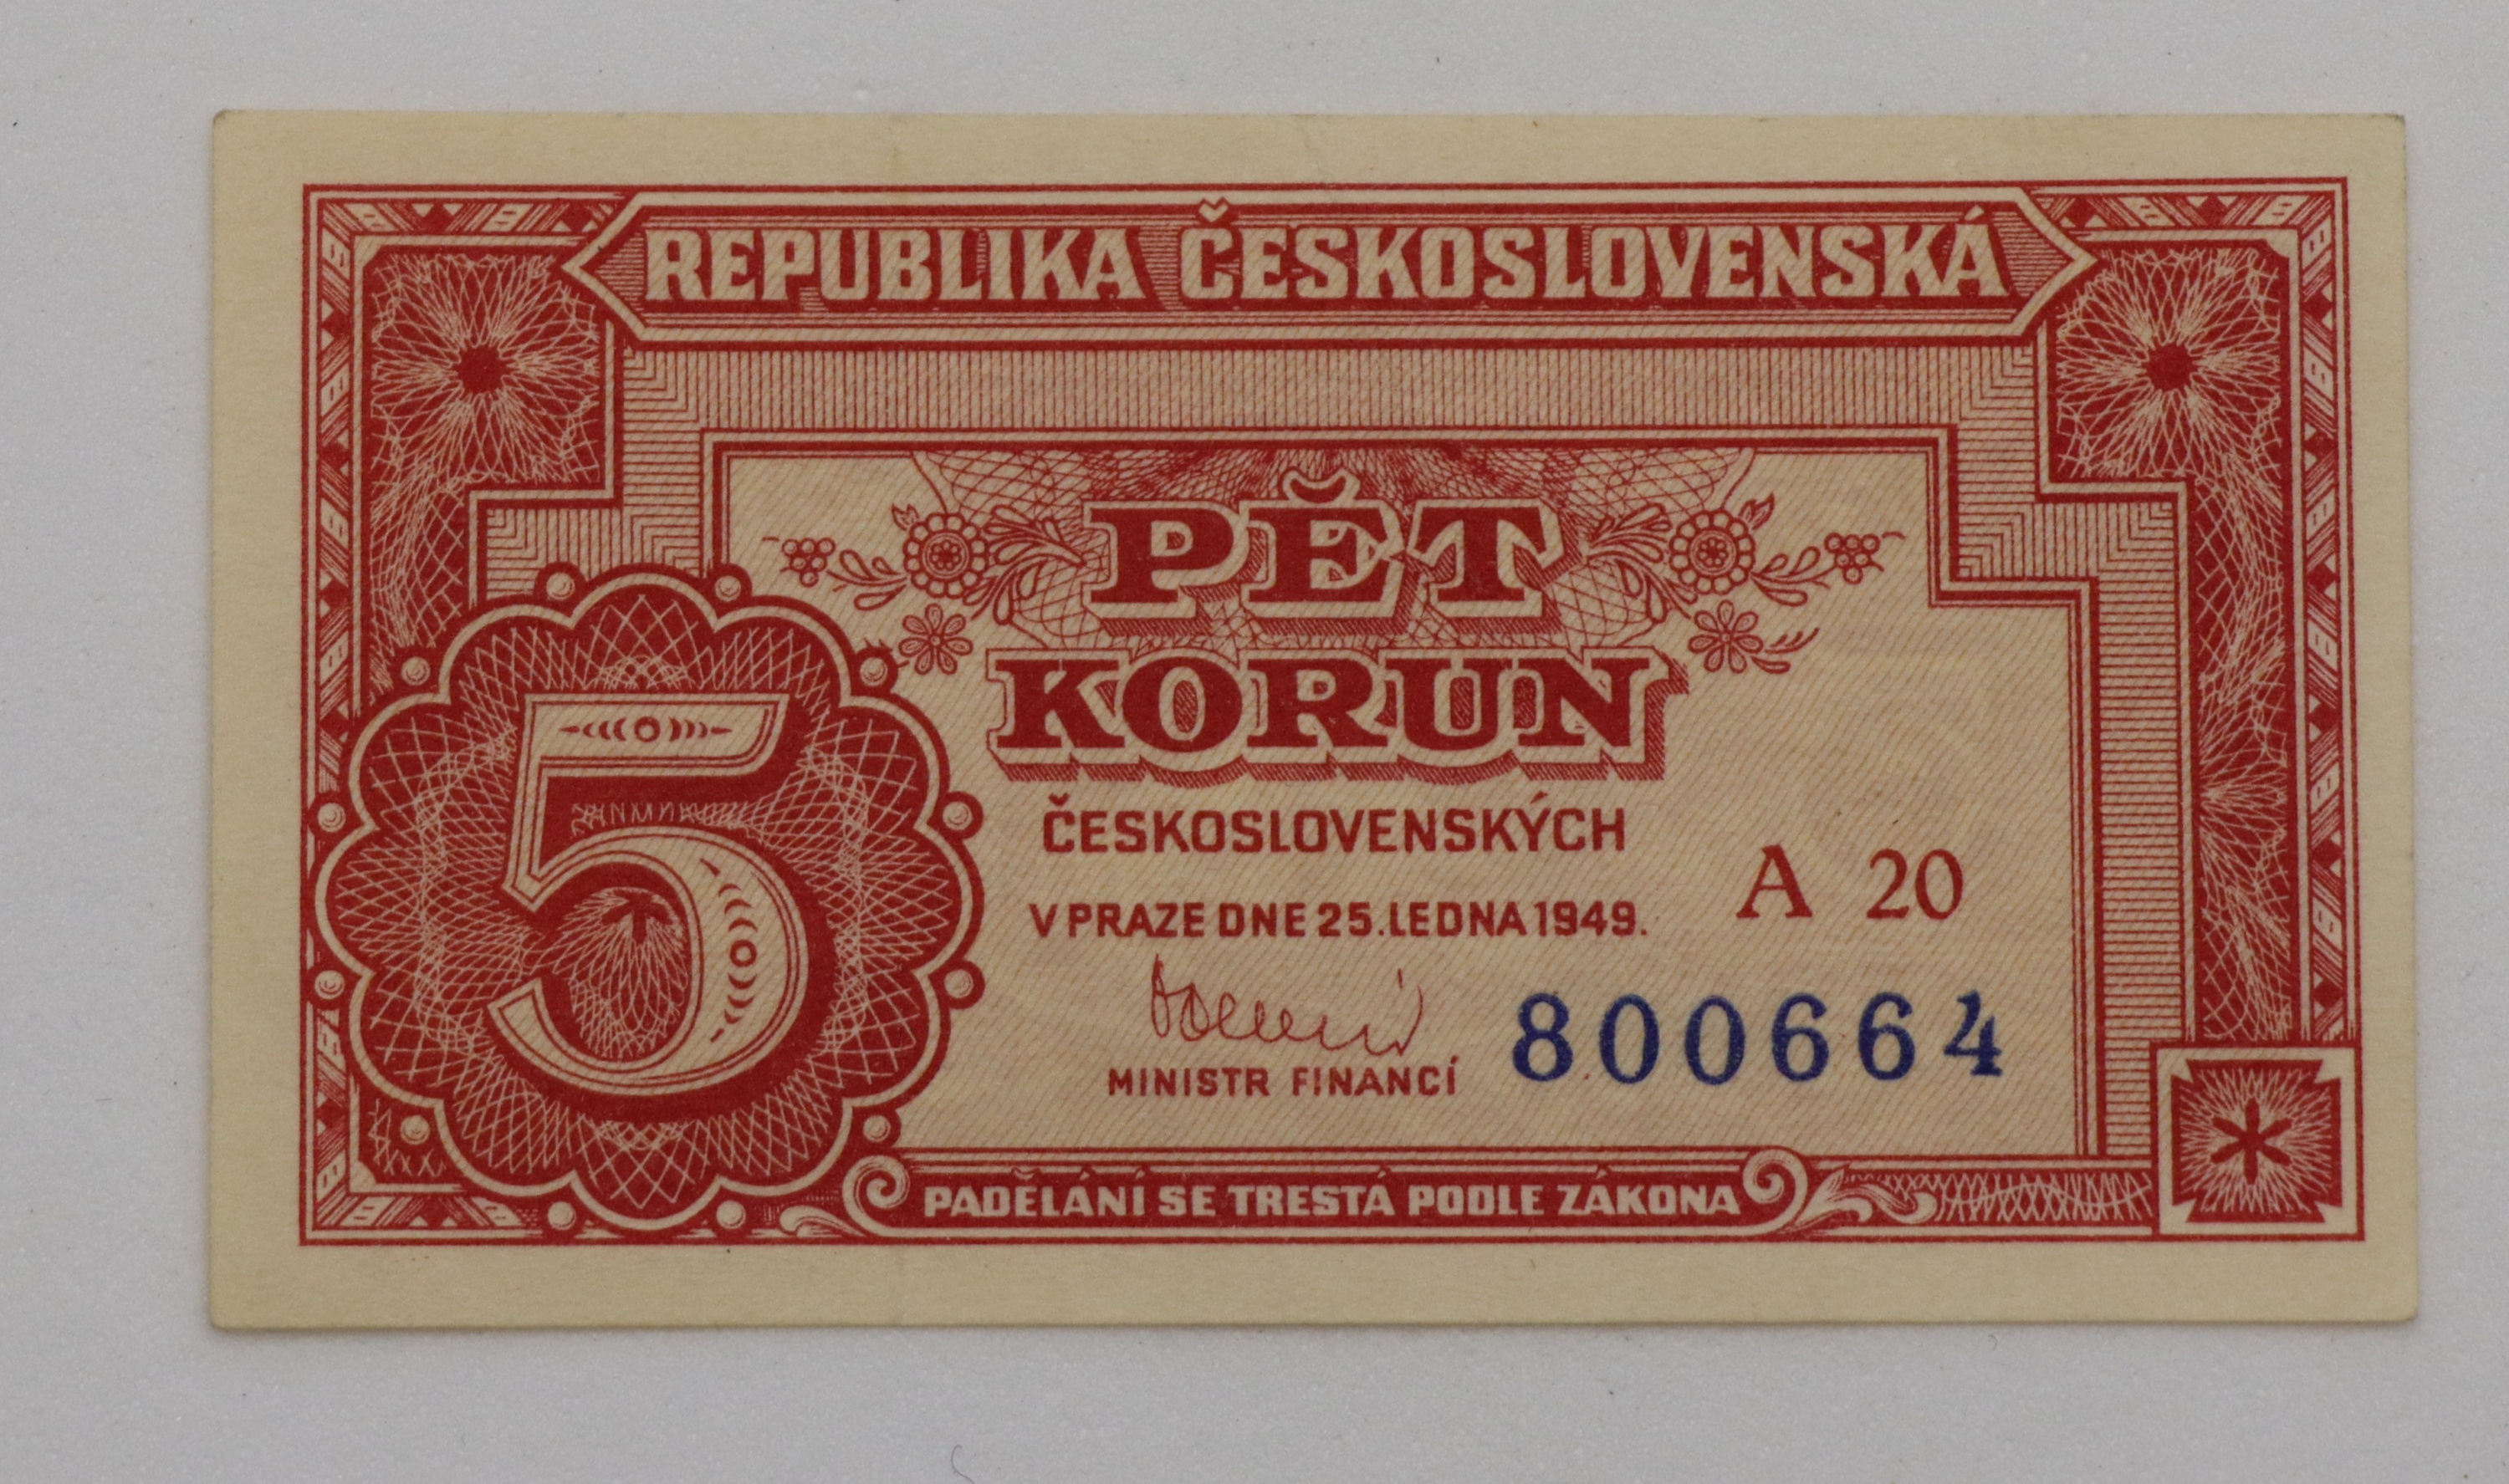 REPUBLIKA ČESKOSLOVENSKÁ
PĚT
KORUN
5
ČESKOSLOVENSKÝCH
V PRAZE DNE 25. LEDNA 1949.
A 20
MINISTR FINANCÍ
800664
PADĚLÁNÍ SE TRESTÁ PODLE ZÁKONA